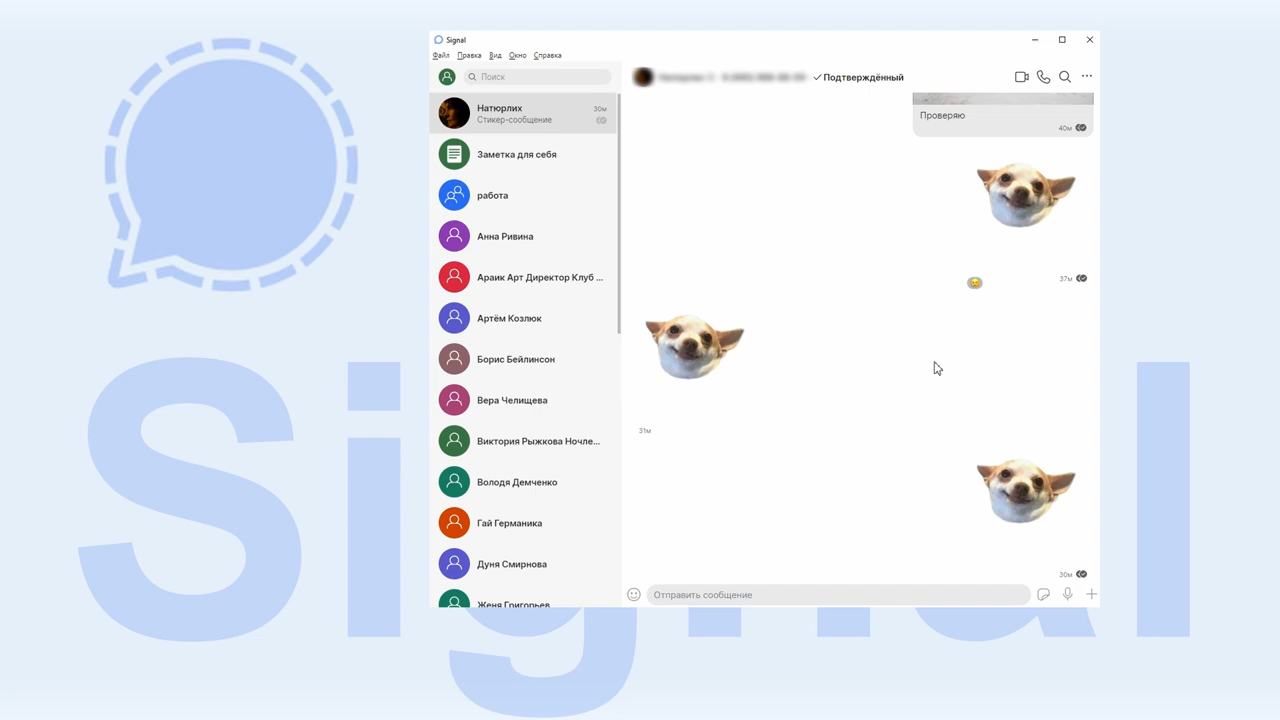 Signal
Файл Правка Вид Окно Справка
Поиск
Подтверждённый
Натюрлих 30м
Стикер-сообщение
Заметка для себя
работа
Анна Ривина
Араик Арт Директор Клуб ...
Артём Козлюк
Борис Бейлинсон
Вера Челищева
Виктория Рыжкова Ночле...
Володя Демченко
Гай Германика
Дуня Смирнова
Женя Григорьев
Проверяю
40м
37м
31м
30м
Отправить сообщение
Signal